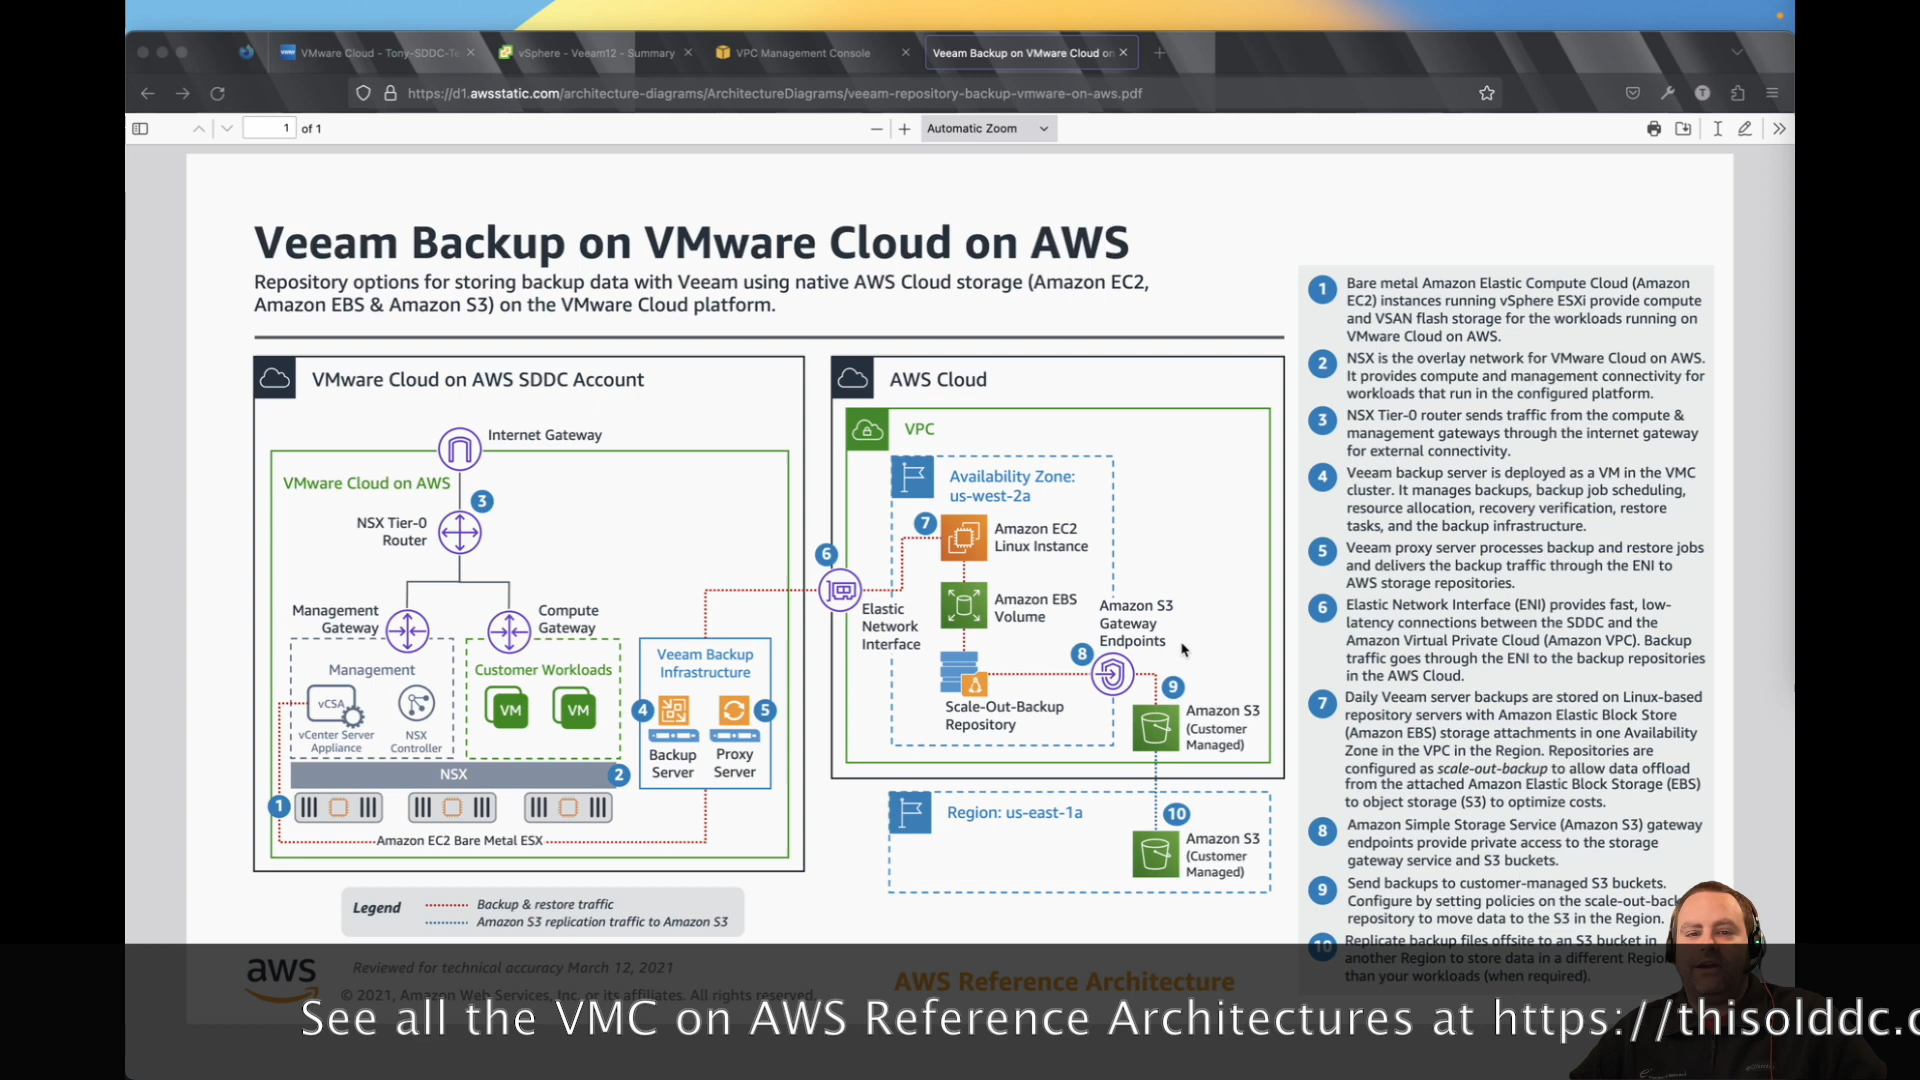 VMware Cloud - Tony-SDDC-Te
vSphere - Veeam12 - Summary
VPC Management Console
Veeam Backup on VMware Cloud on
https://d1.awsstatic.com/architecture-diagrams/ArchitectureDiagrams/veeam-repository-backup-vmware-on-aws.pdf
T
1 of 1
Automatic Zoom
Veeam Backup on VMware Cloud on AWS
Repository options for storing backup data with Veeam using native AWS Cloud storage (Amazon EC2,
Amazon EBS & Amazon S3) on the VMware Cloud platform.
VMware Cloud on AWS SDDC Account
Internet Gateway
VMware Cloud on AWS
3
NSX Tier-0
Router
Management
Gateway
Compute
Gateway
Management
vCSA
vCenter Server
Appliance
NSX
Controller
Customer Workloads
VM
VM
Veeam Backup
Infrastructure
4
5
Backup
Server
Proxy
Server
NSX
2
1
Amazon EC2 Bare Metal ESX
Legend
Backup & restore traffic
Amazon S3 replication traffic to Amazon S3
AWS Cloud
VPC
Availability Zone:
us-west-2a
7
Amazon EC2
Linux Instance
6
Elastic
Network
Interface
Amazon EBS
Volume
Amazon S3
Gateway
Endpoints
8
9
Scale-Out-Backup
Repository
Amazon S3
(Customer
Managed)
Region: us-east-1a
10
Amazon S3
(Customer
Managed)
1
Bare metal Amazon Elastic Compute Cloud (Amazon
EC2) instances running vSphere ESXi provide compute
and VSAN flash storage for the workloads running on
VMware Cloud on AWS.
2
NSX is the overlay network for VMware Cloud on AWS.
It provides compute and management connectivity for
workloads that run in the configured platform.
3
NSX Tier-0 router sends traffic from the compute &
management gateways through the internet gateway
for external connectivity.
4
Veeam backup server is deployed as a VM in the VMC
cluster. It manages backups, backup job scheduling,
resource allocation, recovery verification, restore
tasks, and the backup infrastructure.
5
Veeam proxy server processes backup and restore jobs
and delivers the backup traffic through the ENI to
AWS storage repositories.
6
Elastic Network Interface (ENI) provides fast, low-
latency connections between the SDDC and the
Amazon Virtual Private Cloud (Amazon VPC). Backup
traffic goes through the ENI to the backup repositories
in the AWS Cloud.
7
Daily Veeam server backups are stored on Linux-based
repository servers with Amazon Elastic Block Store
(Amazon EBS) storage attachments in one Availability
Zone in the VPC in the Region. Repositories are
configured as scale-out-backup to allow data offload
from the attached Amazon Elastic Block Storage (EBS)
to object storage (S3) to optimize costs.
8
Amazon Simple Storage Service (Amazon S3) gateway
endpoints provide private access to the storage
gateway service and S3 buckets.
9
Send backups to customer-managed S3 buckets.
Configure by setting policies on the scale-out-back
repository to move data to the S3 in the Region.
10
Replicate backup files offsite to an S3 bucket in
another Region to store data in a different Regio
than your workloads (when required).
aws
Reviewed for technical accuracy March 12, 2021
© 2021, Amazon Web Services, Inc. or its affiliates. All rights reserved.
AWS Reference Architecture
See all the VMC on AWS Reference Architectures at https://thisolddc.c